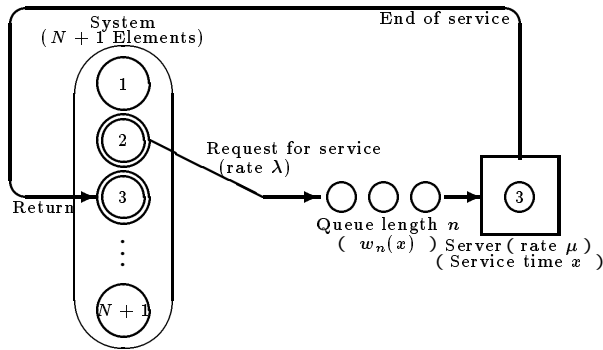 End of service
System
( N + 1 Elements)
1
2
Request for service
(rate λ)
3
3
Return
Queue length n
( w_n(x) )
Server ( rate μ )
( Service time x )
⋮
N + 1